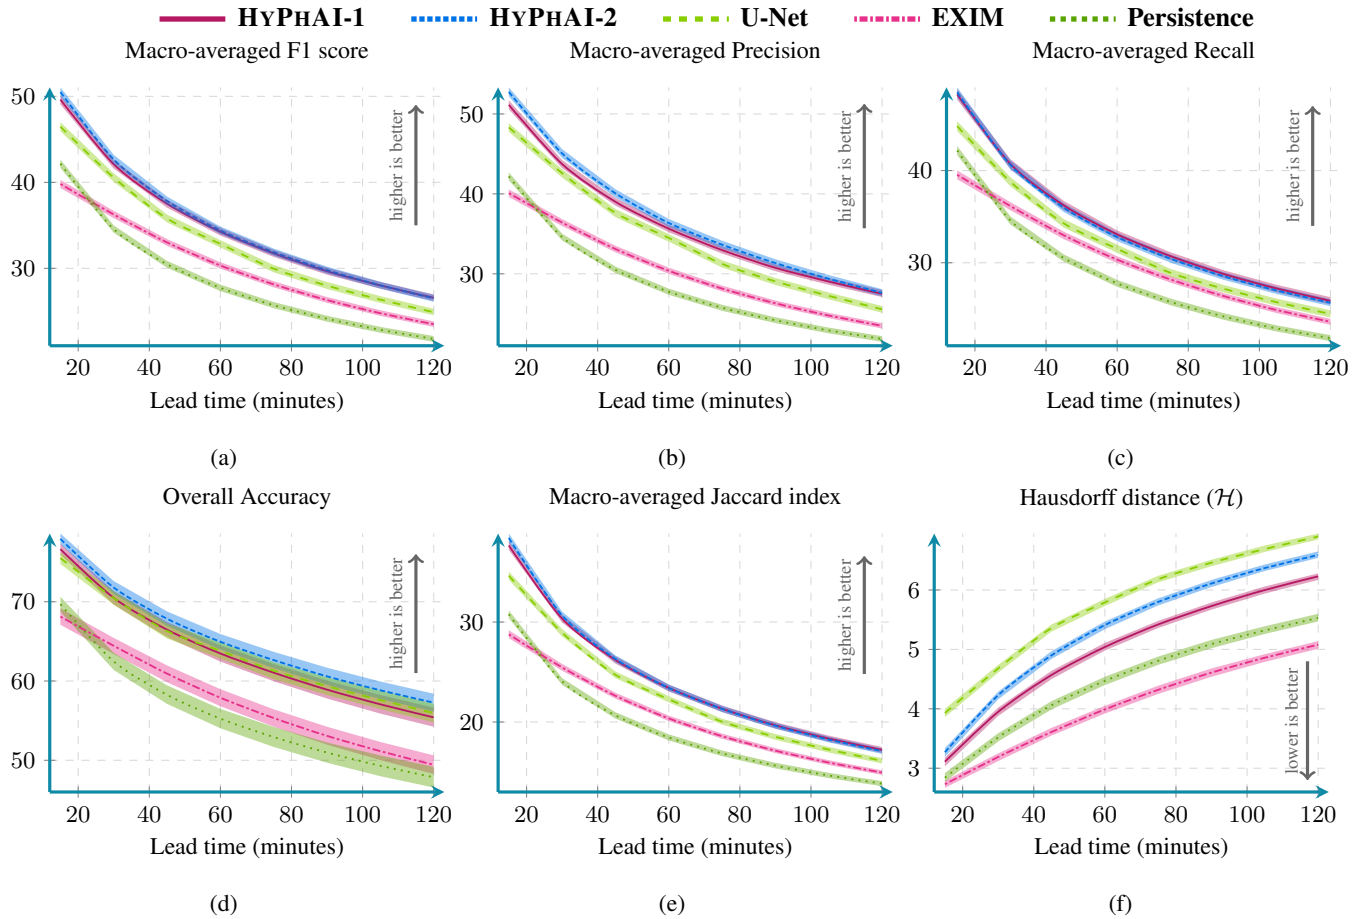 HYPHAI-1 HYPHAI-2 U-Net EXIM Persistence
Macro-averaged F1 score
50
40
30
higher is better
20 40 60 80 100 120
Lead time (minutes)
(a)
Macro-averaged Precision
50
40
30
higher is better
20 40 60 80 100 120
Lead time (minutes)
(b)
Macro-averaged Recall
40
30
higher is better
20 40 60 80 100 120
Lead time (minutes)
(c)
Overall Accuracy
70
60
50
higher is better
20 40 60 80 100 120
Lead time (minutes)
(d)
Macro-averaged Jaccard index
30
20
higher is better
20 40 60 80 100 120
Lead time (minutes)
(e)
Hausdorff distance (ℋ)
6
5
4
3
lower is better
20 40 60 80 100 120
Lead time (minutes)
(f)